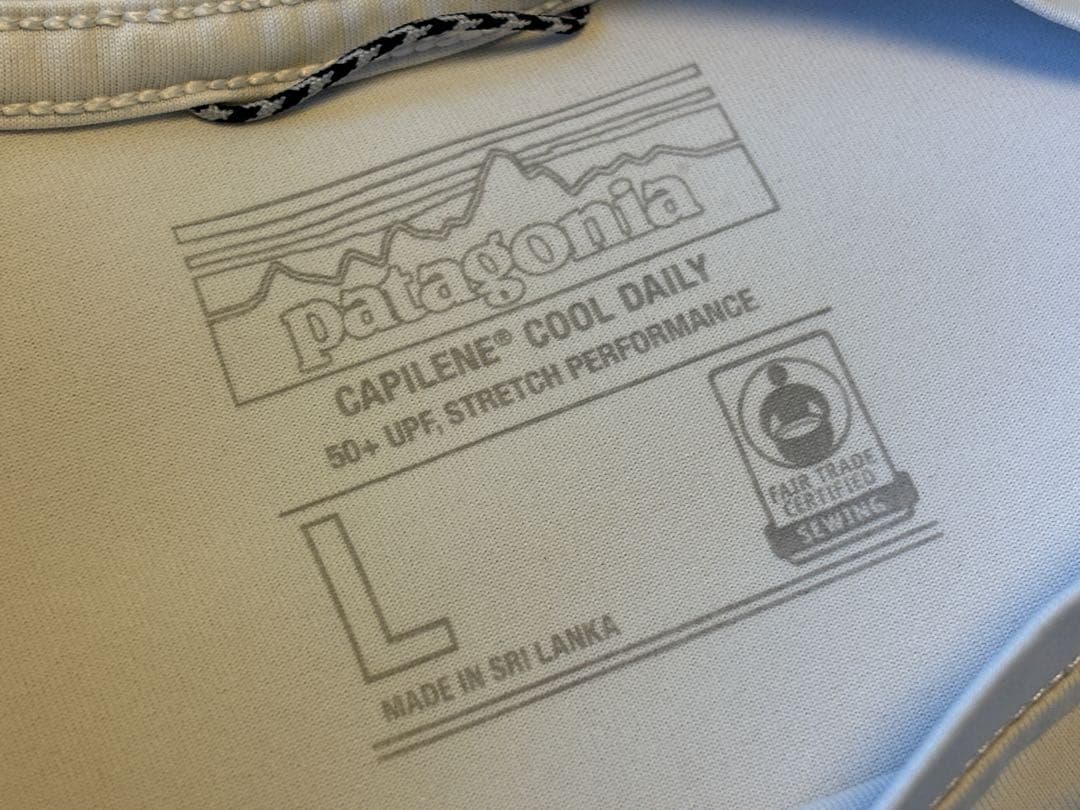 patagonia
CAPILENE® COOL DAILY
50+ UPF, STRETCH PERFORMANCE
FAIR TRADE
CERTIFIED
SEWING
L
MADE IN SRI LANKA